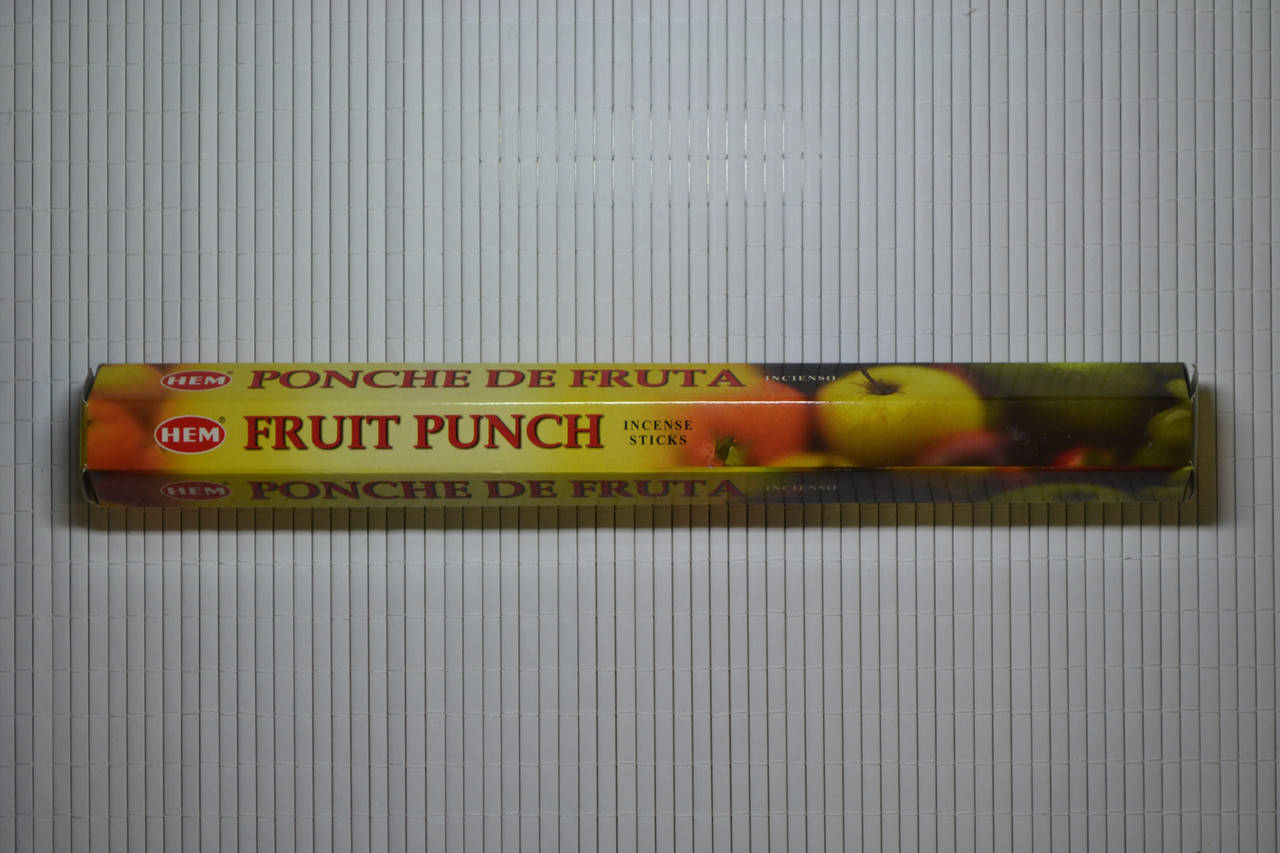 HEM® PONCHE DE FRUTA INCIENSO
HEM® FRUIT PUNCH INCENSE
STICKS
HEM PONCHE DE FRUTA INCIENSO